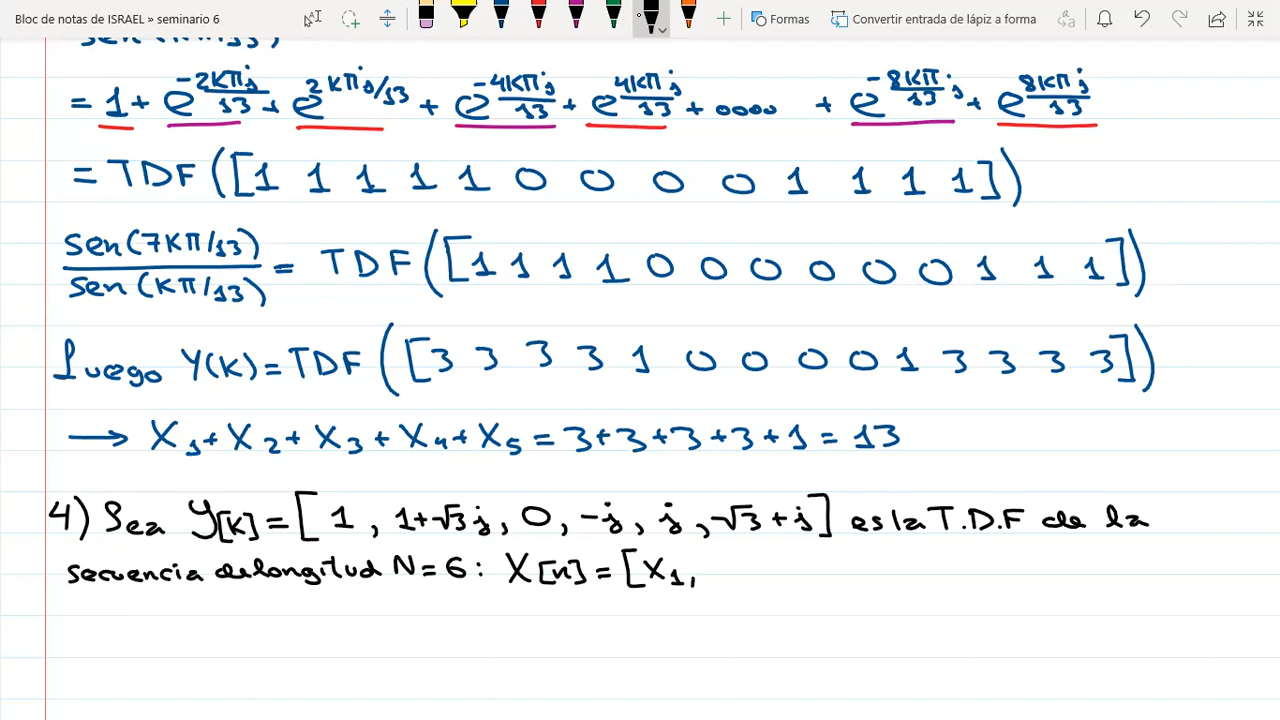 Bloc de notas de ISRAEL » seminario 6 Formas Convertir entrada de lápiz a forma
= 1 + e^{-2Kπj/13} + e^{2Kπj/13} + e^{-4Kπj/13} + e^{4Kπj/13} + oooo + e^{-8Kπj/13} + e^{8Kπj/13}
= TDF([1 1 1 1 1 0 0 0 0 1 1 1 1])
sen(7Kπ/13)/sen(Kπ/13) = TDF([1 1 1 1 0 0 0 0 0 0 1 1 1])
Luego Y(K) = TDF([3 3 3 3 1 0 0 0 0 1 3 3 3 3])
→ X1 + X2 + X3 + X4 + X5 = 3+3+3+3+1 = 13
4) Sea Y[K] = [1, 1+√3j, 0, -j, j, √3+j] es la T.D.F de la
secuencia de longitud N = 6: X[n] = [X1,